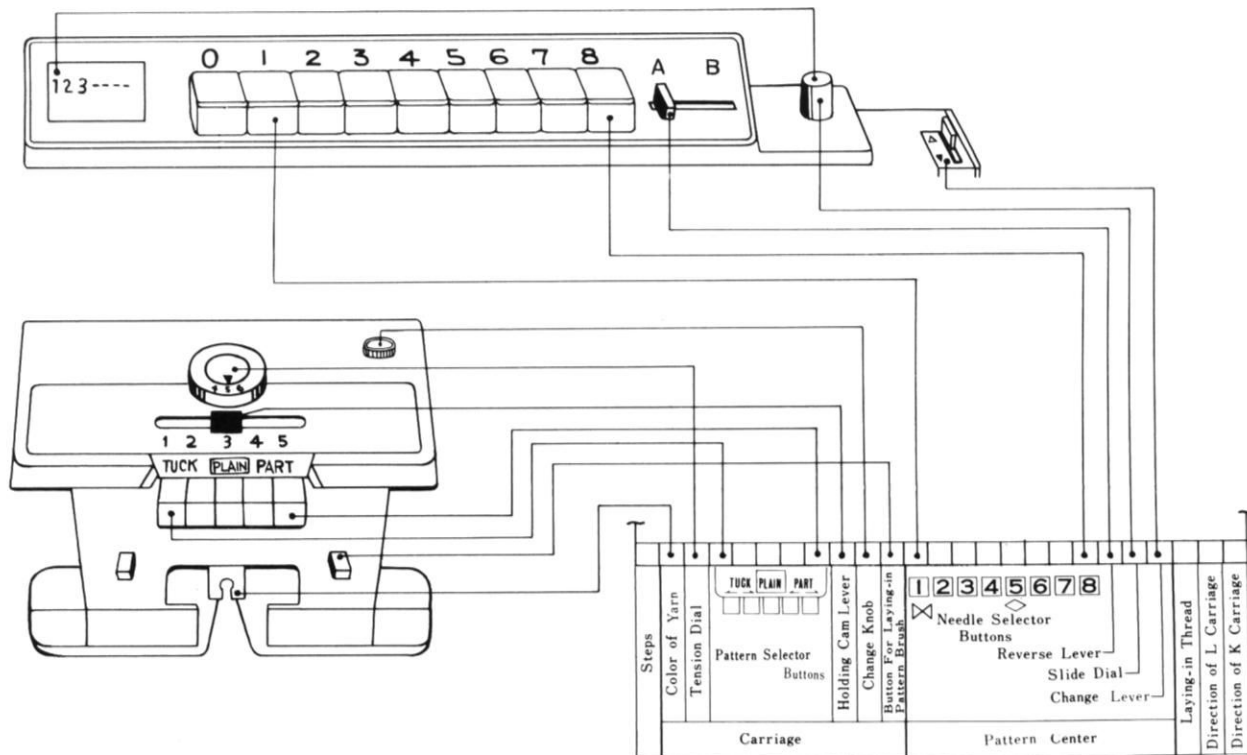 0 1 2 3 4 5 6 7 8
A B
123----
4 5 6
1 2 3 4 5
TUCK PLAIN PART
Steps
Color of Yarn
Tension Dial
TUCK PLAIN PART
Pattern Selector
Buttons
Holding Cam Lever
Change Knob
Button For Laying-in
Pattern Brush
1 2 3 4 5 6 7 8
Needle Selector
Buttons
Reverse Lever
Slide Dial
Change Lever
Laying-in Thread
Direction of L Carriage
Direction of K Carriage
Carriage
Pattern Center